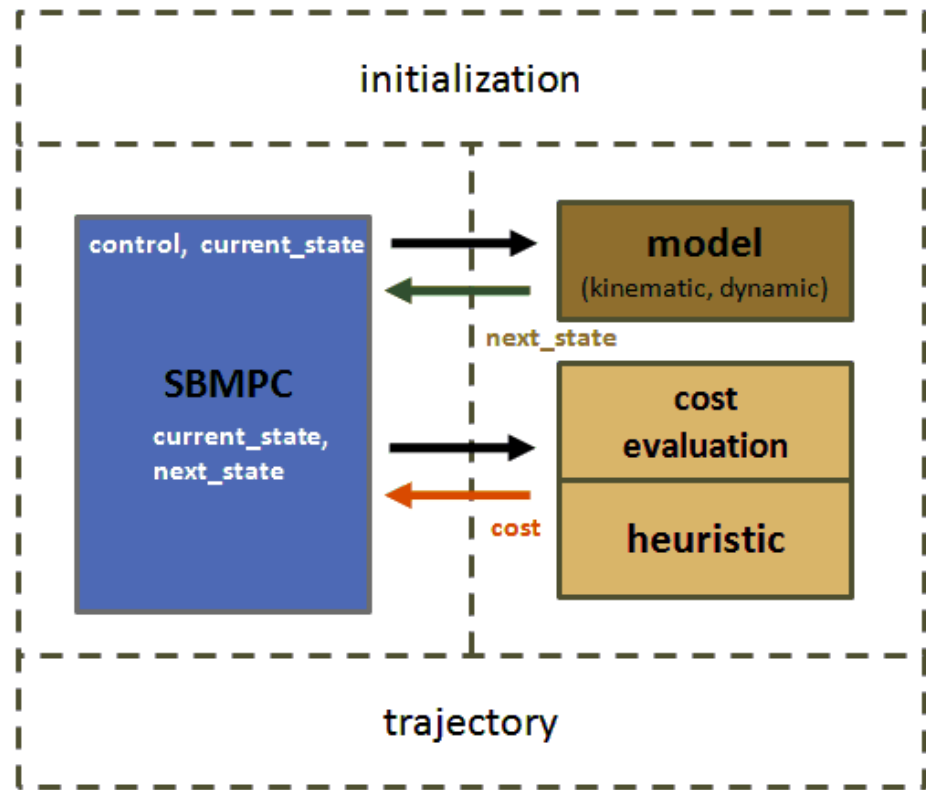 initialization
control, current_state
SBMPC
current_state,
next_state
model
(kinematic, dynamic)
next_state
cost
evaluation
cost
heuristic
trajectory